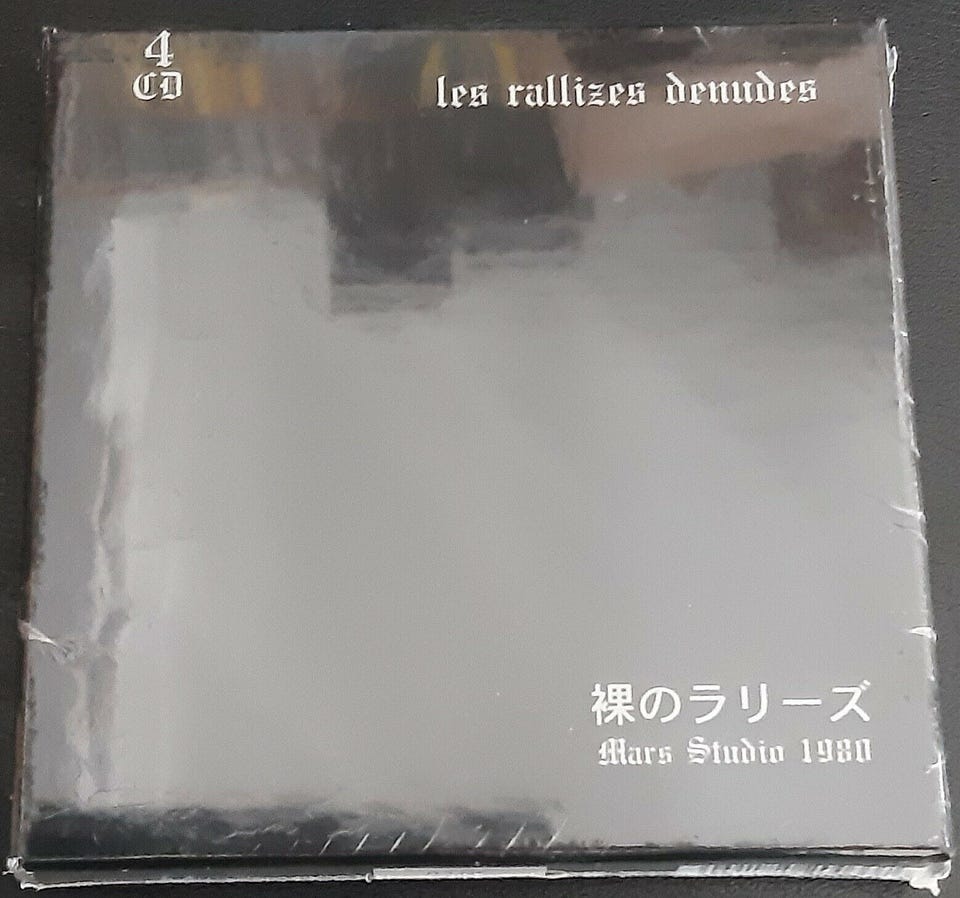 4
CD
les rallizes denudes
裸のラリーズ
Mars Studio 1980